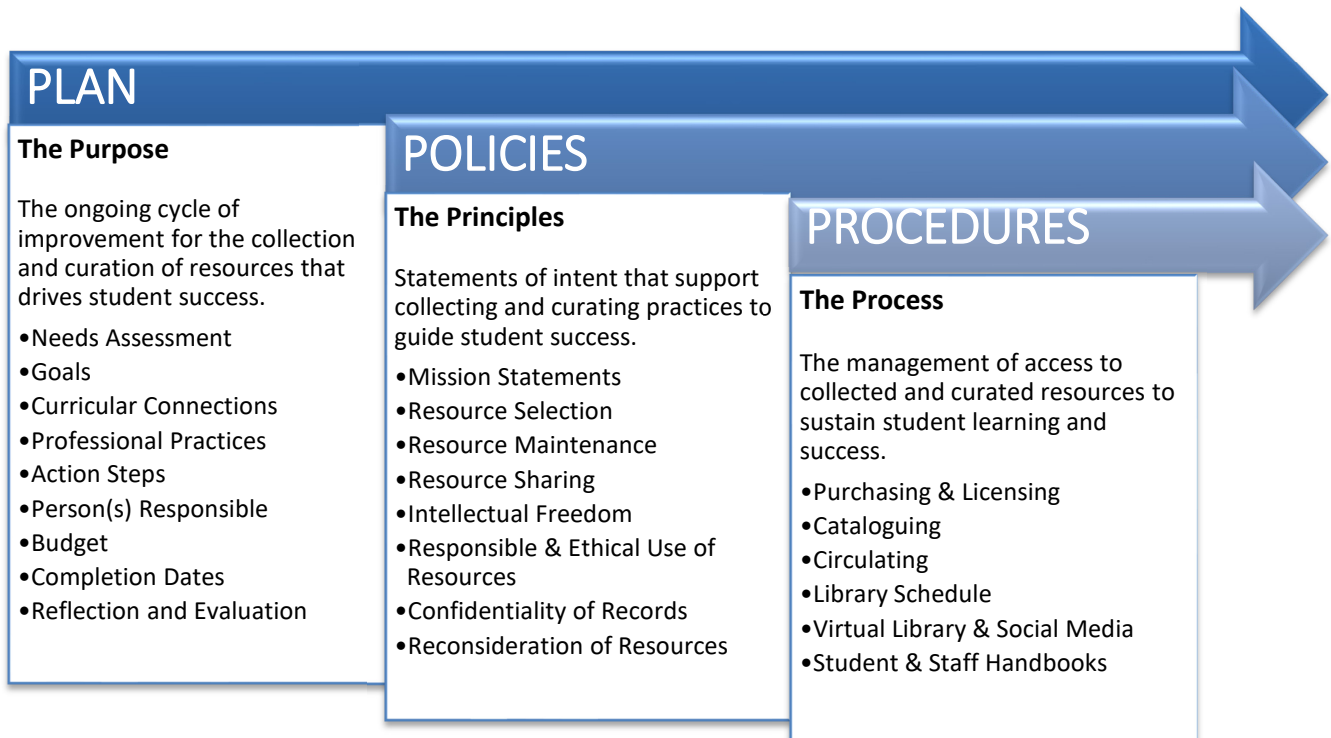 PLAN
The Purpose
The ongoing cycle of
improvement for the collection
and curation of resources that
drives student success.
•Needs Assessment
•Goals
•Curricular Connections
•Professional Practices
•Action Steps
•Person(s) Responsible
•Budget
•Completion Dates
•Reflection and Evaluation
POLICIES
The Principles
Statements of intent that support
collecting and curating practices to
guide student success.
•Mission Statements
•Resource Selection
•Resource Maintenance
•Resource Sharing
•Intellectual Freedom
•Responsible & Ethical Use of
Resources
•Confidentiality of Records
•Reconsideration of Resources
PROCEDURES
The Process
The management of access to
collected and curated resources to
sustain student learning and
success.
•Purchasing & Licensing
•Cataloguing
•Circulating
•Library Schedule
•Virtual Library & Social Media
•Student & Staff Handbooks